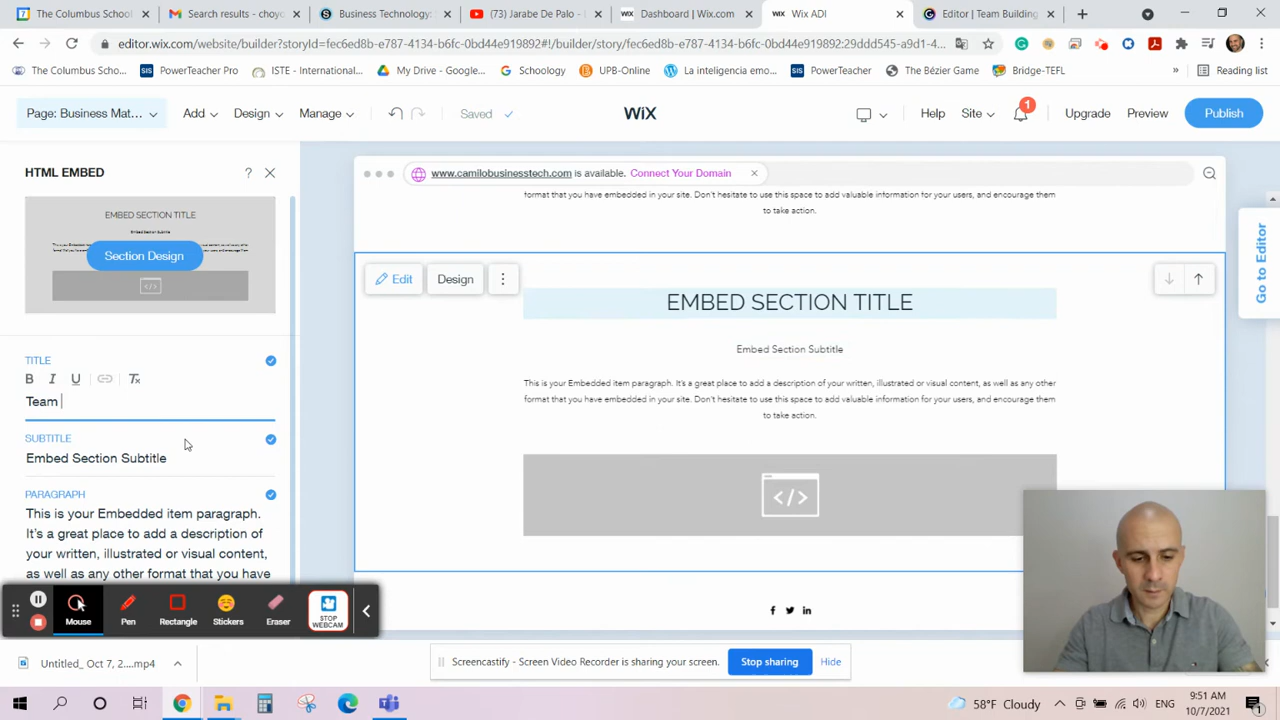 The Columbus Scho
Search results - choyo
Business Technology: S
(73) Jarabe De Palo -
Dashboard | Wix.com
Wix ADI
Editor | Team Building
editor.wix.com/website/builder?storyId=fec6ed8b-e787-4134-b6fc-0bd44e919892#!/builder/story/fec6ed8b-e787-4134-b6fc-0bd44e919892:29ddd545-a9d1-4...
The Columbus School...
PowerTeacher Pro
ISTE - International...
My Drive - Google...
Schoology
UPB-Online
La inteligencia emo...
PowerTeacher
The Bézier Game
Bridge-TEFL
»
Reading list
Page: Business Mat...
Add
Design
Manage
Saved
WiX
1
Help
Site
Upgrade
Preview
Publish
HTML EMBED
?
www.camilobusinesstech.com is available. Connect Your Domain
format that you have embedded in your site. Don't hesitate to use this space to add valuable information for your users, and encourage them
to take action.
EMBED SECTION TITLE
Embed Section Subtitle
Section Design
Edit
Design
Go to Editor
EMBED SECTION TITLE
Embed Section Subtitle
This is your Embedded item paragraph. It's a great place to add a description of your written, illustrated or visual content, as well as any other
format that you have embedded in your site. Don't hesitate to use this space to add valuable information for your users, and encourage them
to take action.
</>
TITLE
B I U Tx
Team
SUBTITLE
Embed Section Subtitle
PARAGRAPH
This is your Embedded item paragraph.
It's a great place to add a description of
your written, illustrated or visual content,
as well as any other format that you have
Mouse
Pen
Rectangle
Stickers
Eraser
STOP
WEBCAM
Untitled_ Oct 7, 2....mp4
Screencastify - Screen Video Recorder is sharing your screen.
Stop sharing
Hide
58°F Cloudy
ENG
9:51 AM
10/7/2021
1